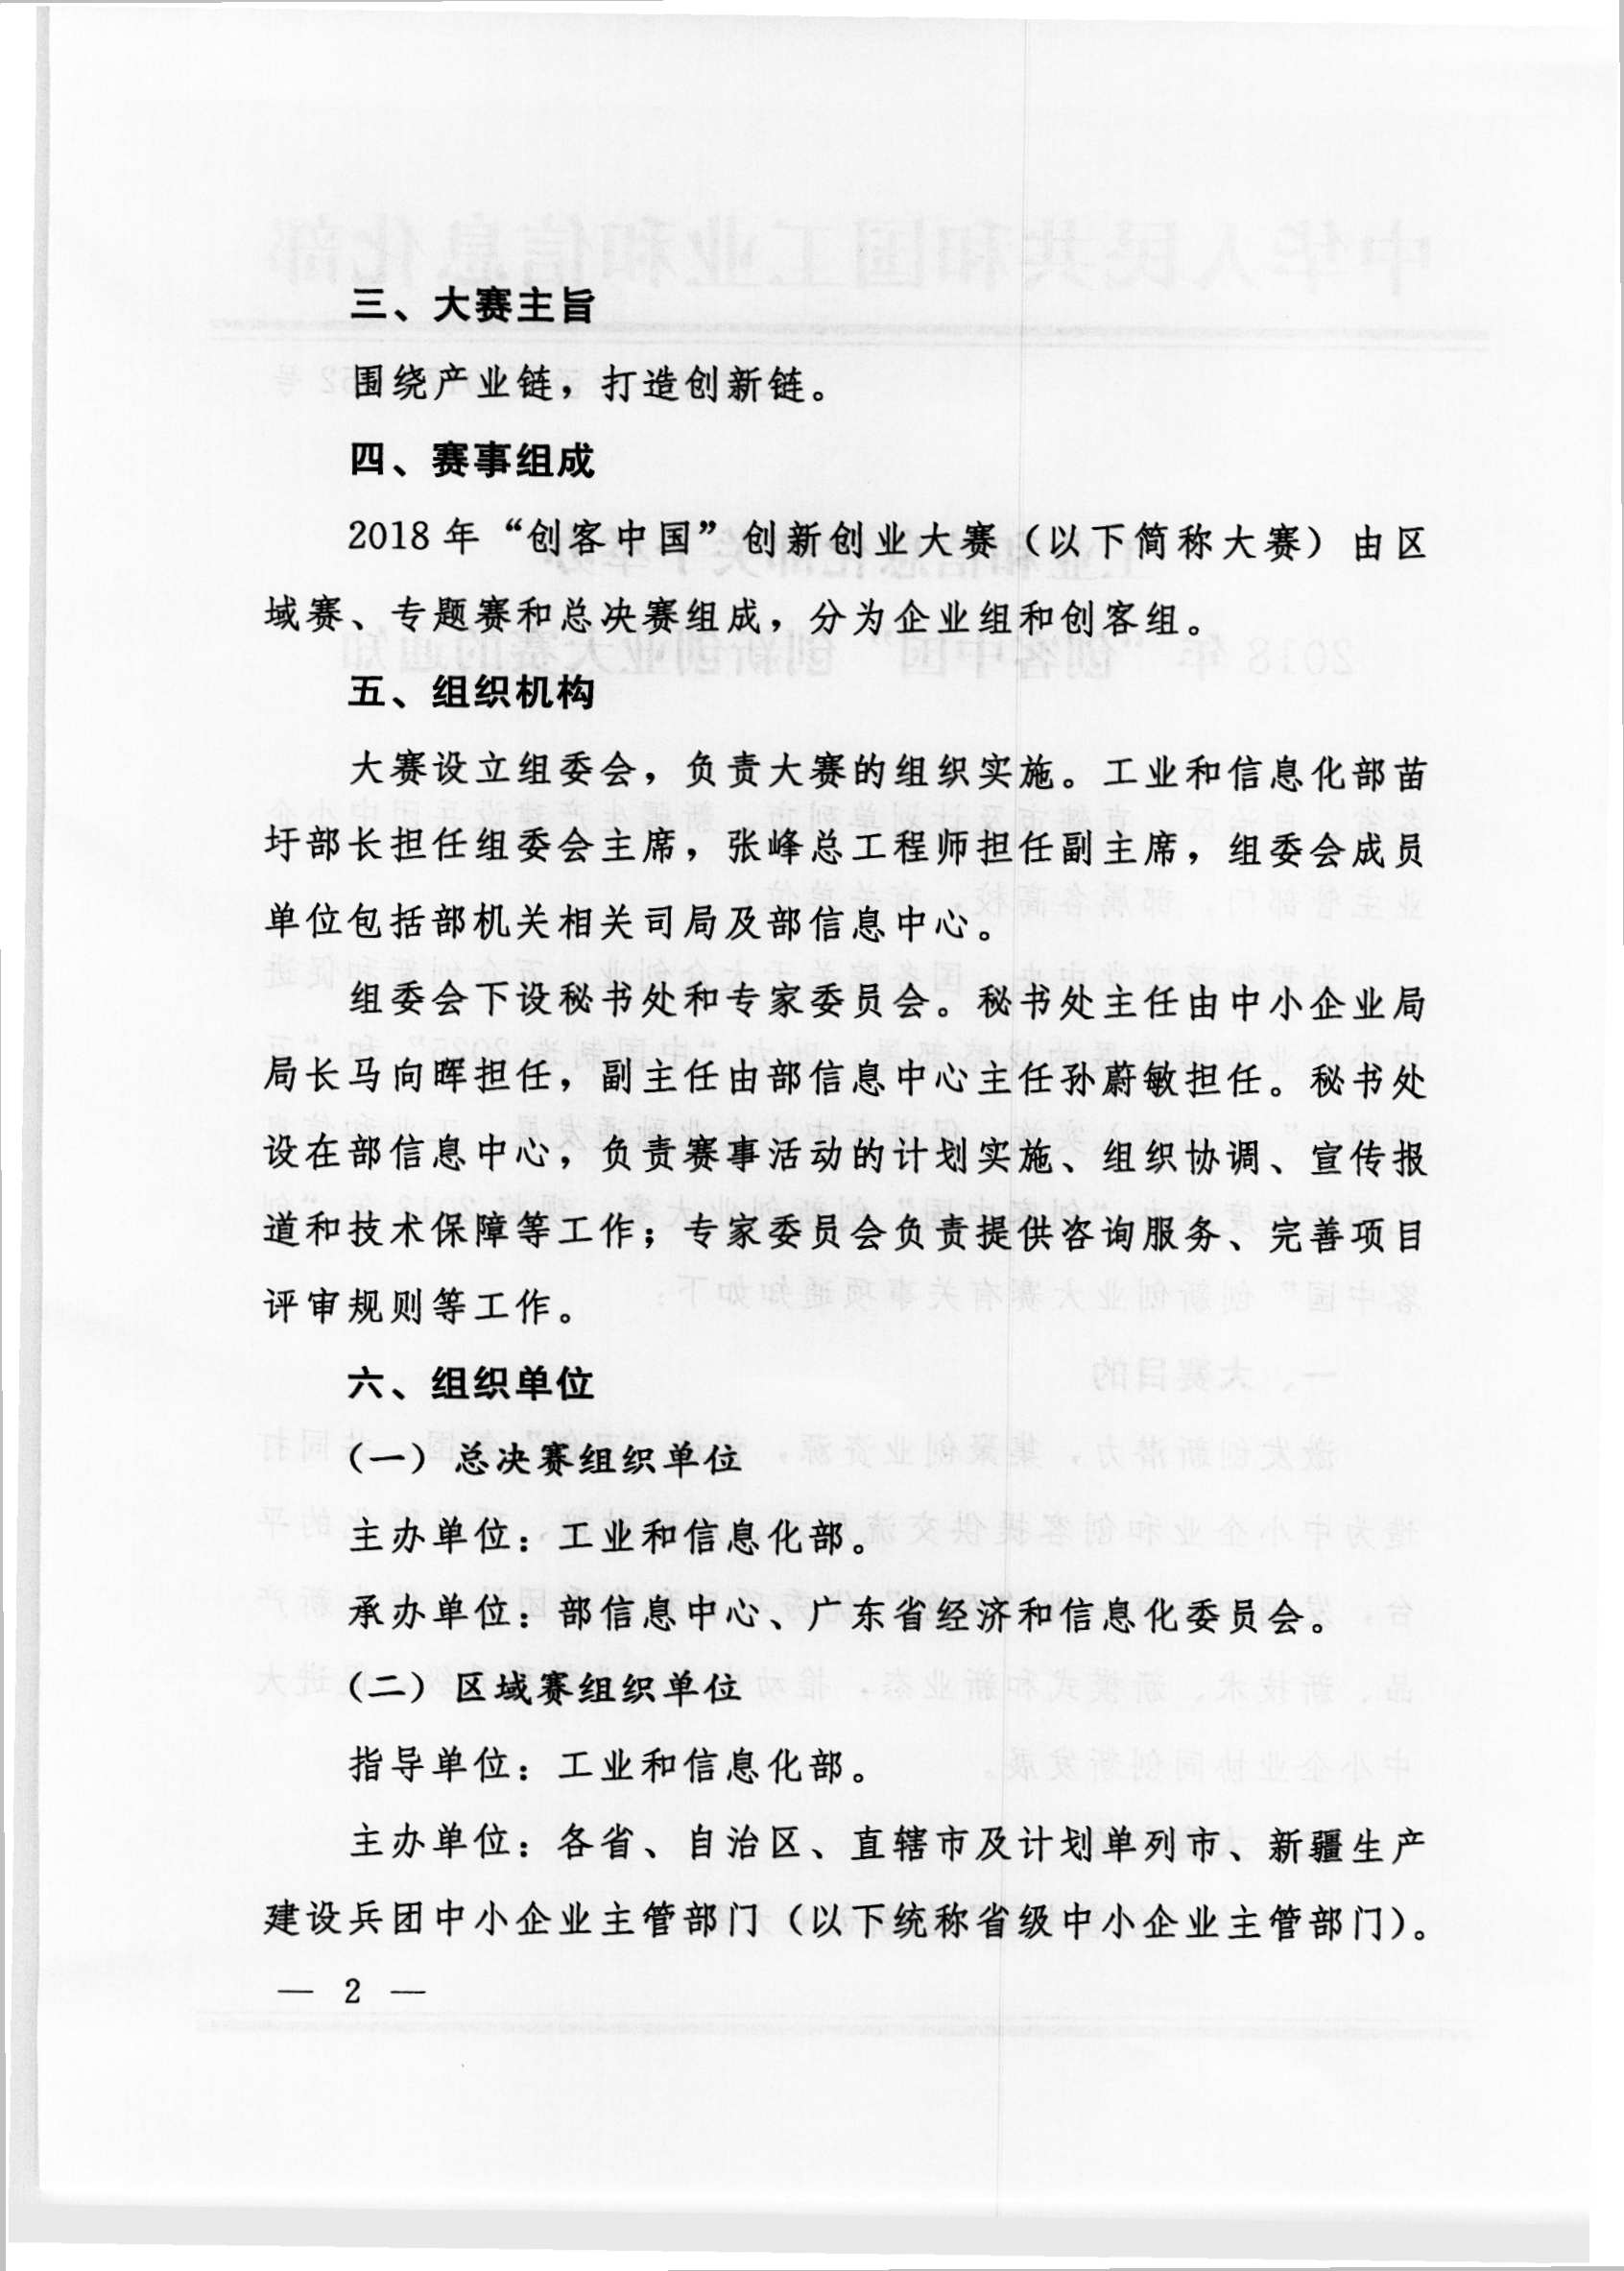 三、大赛主旨
围绕产业链，打造创新链。
四、赛事组成
2018年“创客中国”创新创业大赛（以下简称大赛）由区
域赛、专题赛和总决赛组成，分为企业组和创客组。
五、组织机构
大赛设立组委会，负责大赛的组织实施。工业和信息化部苗
圩部长担任组委会主席，张峰总工程师担任副主席，组委会成员
单位包括部机关相关司局及部信息中心。
组委会下设秘书处和专家委员会。秘书处主任由中小企业局
局长马向晖担任，副主任由部信息中心主任孙蔚敏担任。秘书处
设在部信息中心，负责赛事活动的计划实施、组织协调、宣传报
道和技术保障等工作；专家委员会负责提供咨询服务、完善项目
评审规则等工作。
六、组织单位
（一）总决赛组织单位
主办单位：工业和信息化部。
承办单位：部信息中心、广东省经济和信息化委员会。
（二）区域赛组织单位
指导单位：工业和信息化部。
主办单位：各省、自治区、直辖市及计划单列市、新疆生产
建设兵团中小企业主管部门（以下统称省级中小企业主管部门）。
— 2 —